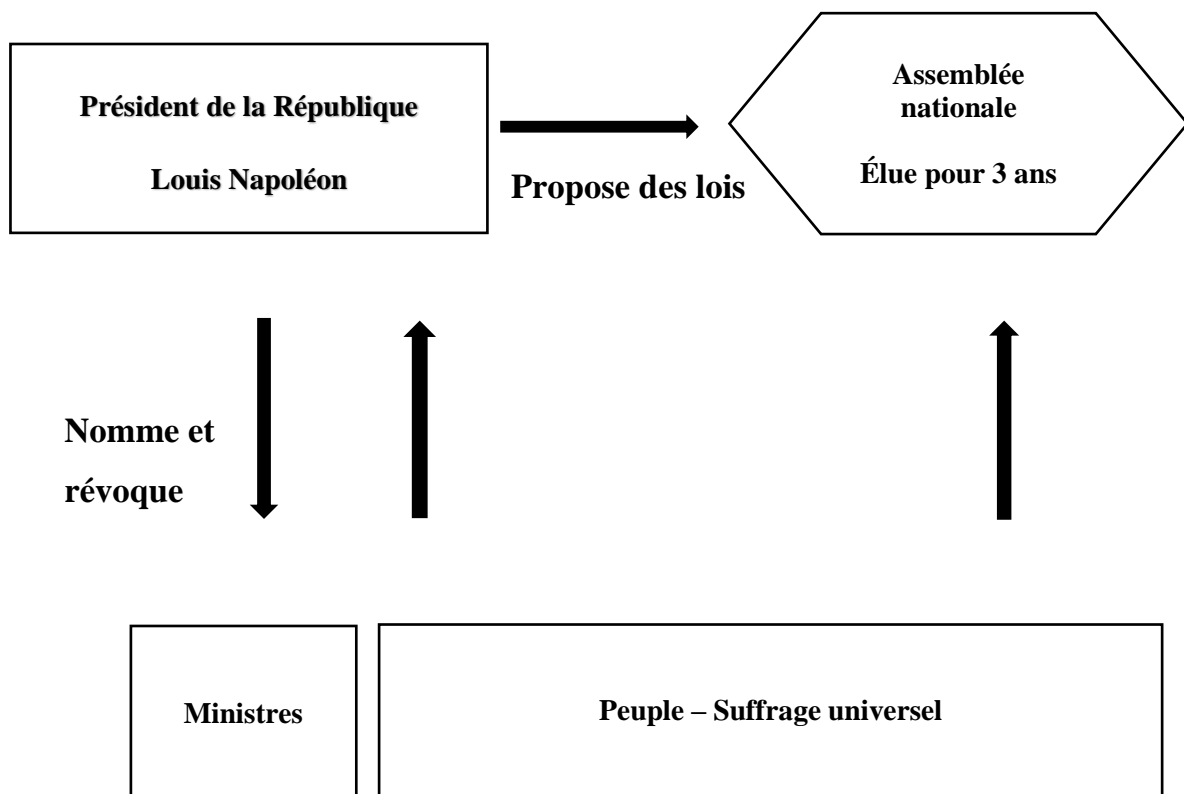 Président de la République
Louis Napoléon
Propose des lois
Assemblée
nationale
Élue pour 3 ans
Nomme et
révoque
Ministres
Peuple – Suffrage universel